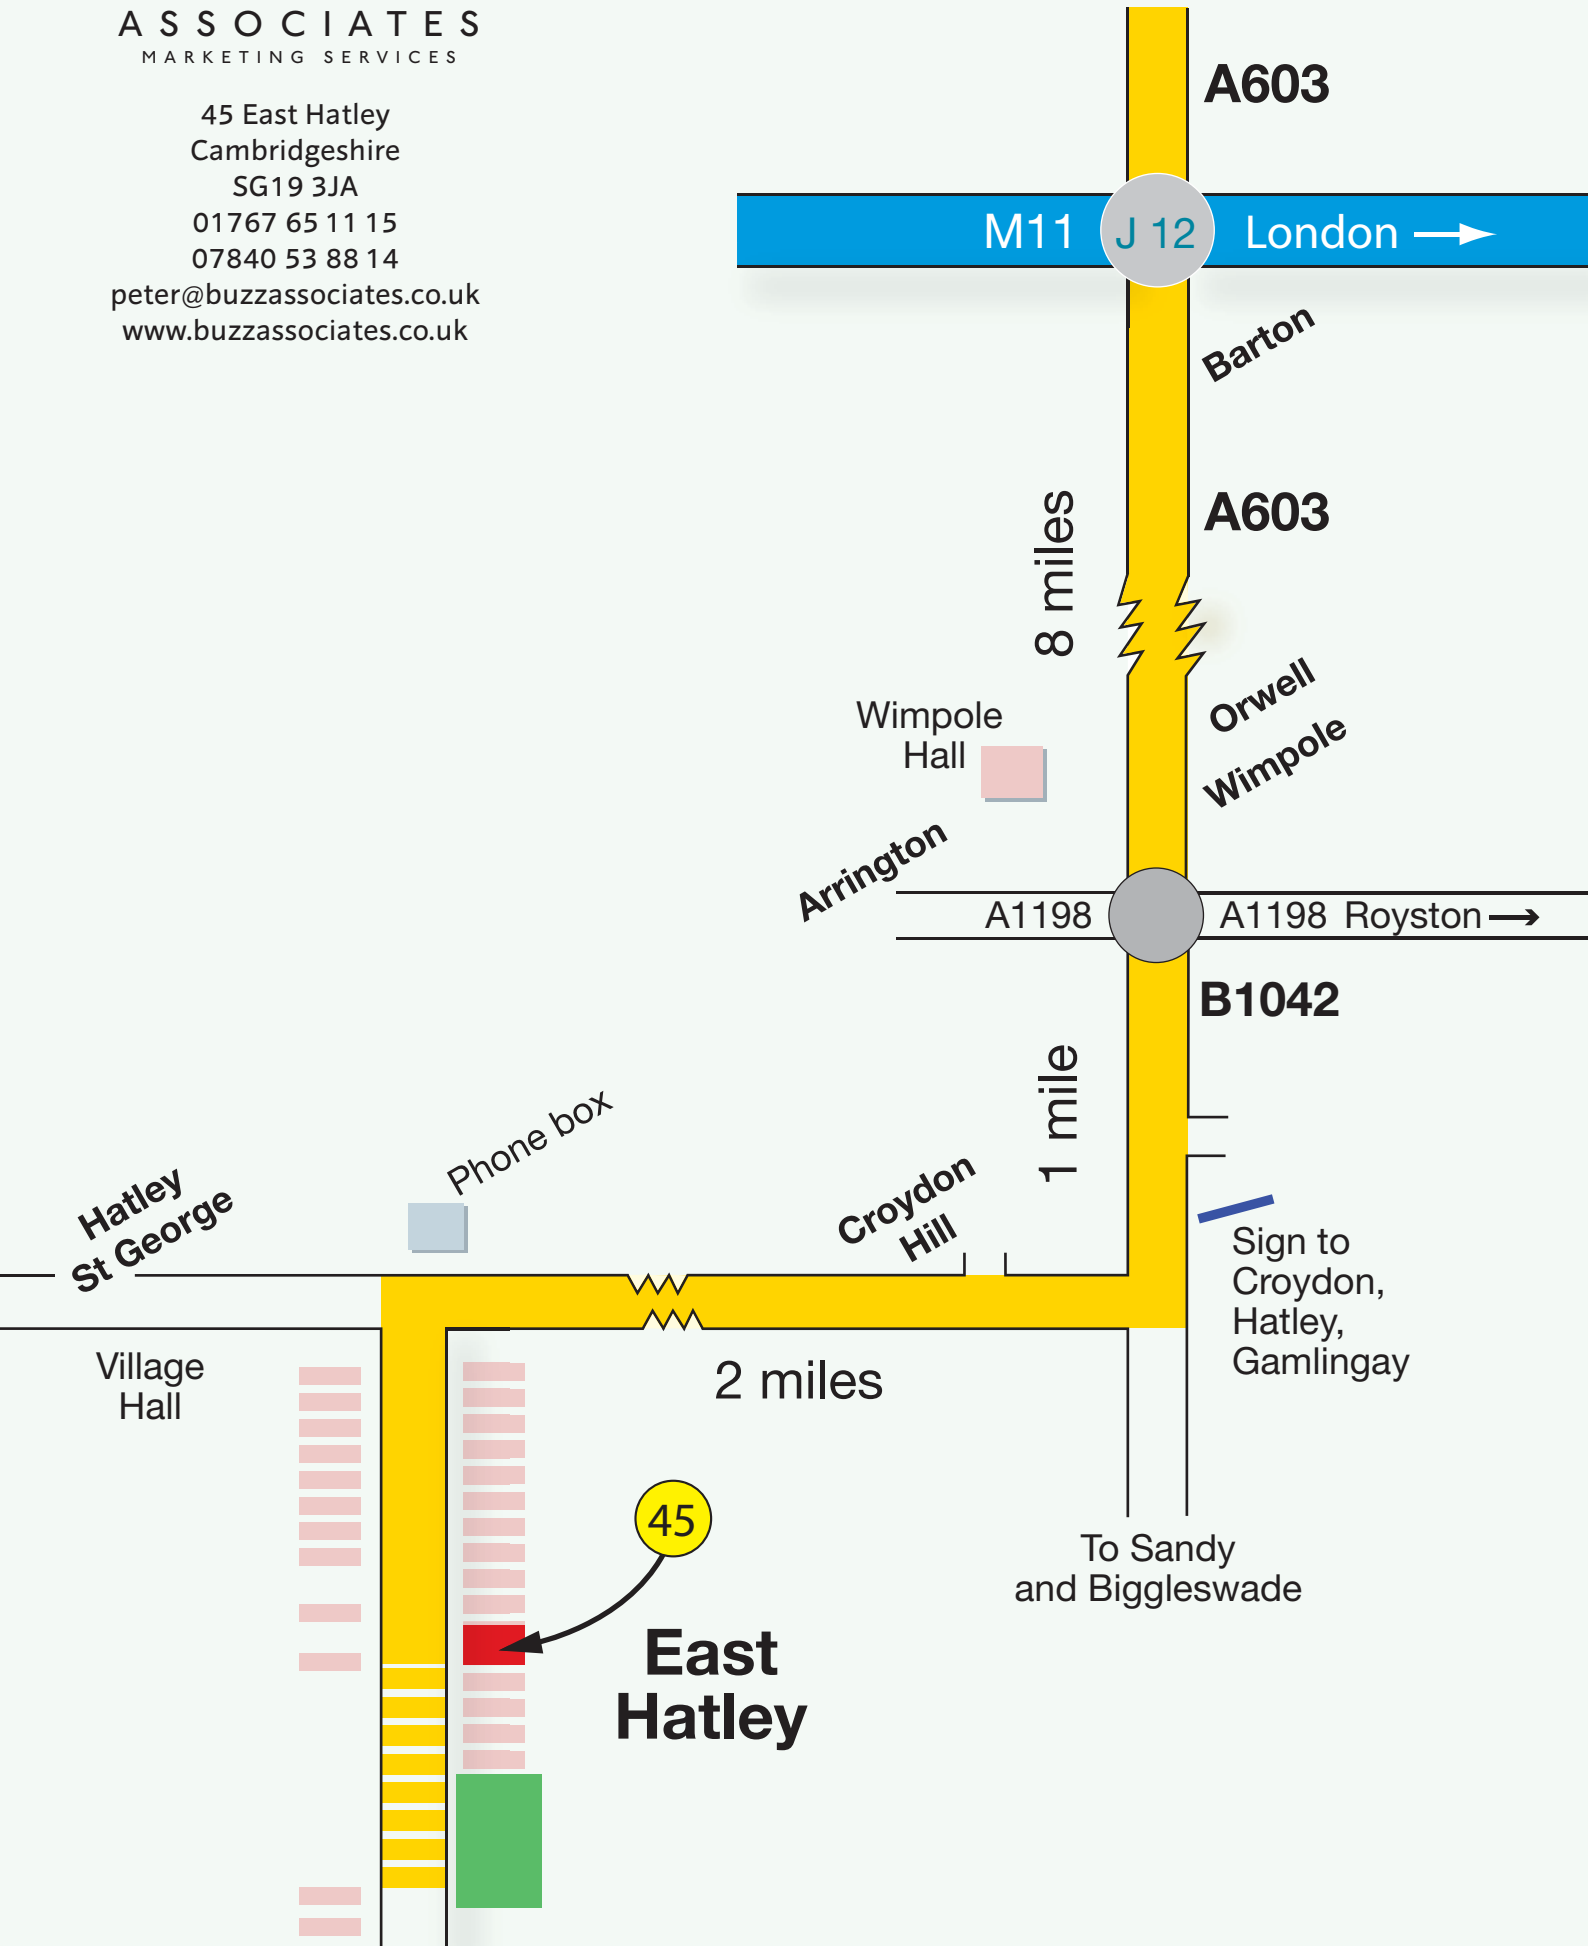 ASSOCIATES
MARKETING SERVICES
45 East Hatley
Cambridgeshire
SG19 3JA
01767 65 11 15
07840 53 88 14
peter@buzzassociates.co.uk
www.buzzassociates.co.uk
A603
M11
J 12
London
Barton
8 miles
A603
Orwell
Wimpole
Wimpole
Hall
Arrington
A1198
A1198 Royston
B1042
1 mile
Phone box
Hatley
St George
Croydon
Hill
Sign to
Croydon,
Hatley,
Gamlingay
Village
Hall
2 miles
45
To Sandy
and Biggleswade
East
Hatley